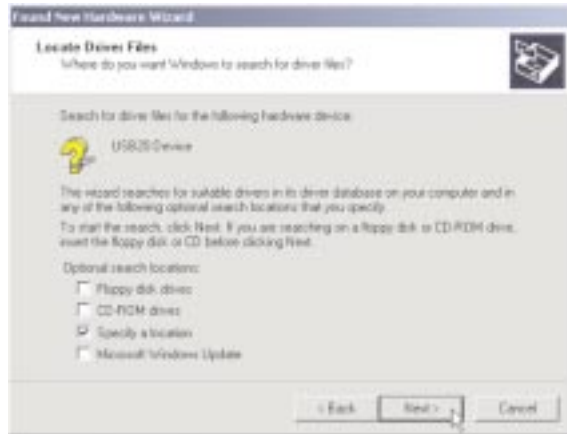 Found New Hardware Wizard
Locate Driver Files
Where do you want Windows to search for driver files?
Search for driver files for the following hardware device:
USB20 Device
This wizard searches for suitable drivers in its driver database on your computer and in
any of the following optional search locations that you specify.
To start the search, click Next. If you are searching on a floppy disk or CD-ROM drive,
insert the floppy disk or CD before clicking Next.
Optional search locations:
Floppy disk drives
CD-ROM drives
Specify a location
Microsoft Windows Update
< Back Next > Cancel